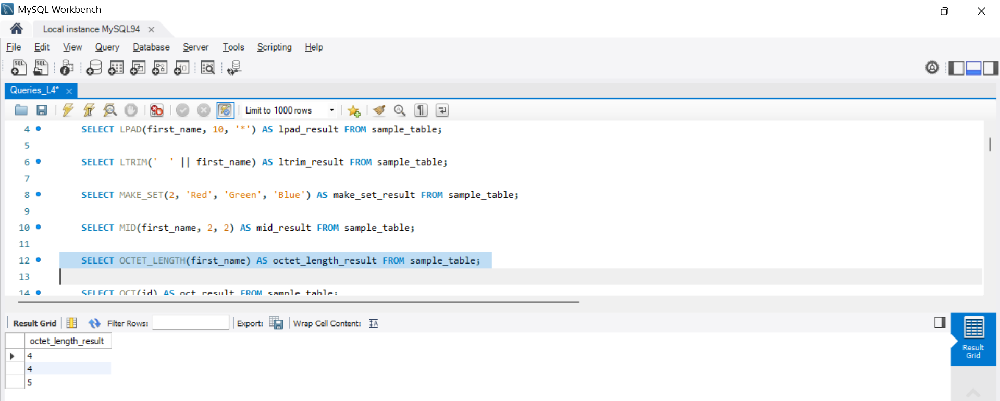 MySQL Workbench
Local instance MySQL94
File Edit View Query Database Server Tools Scripting Help
Queries_L4*
Limit to 1000 rows
4 SELECT LPAD(first_name, 10, '*') AS lpad_result FROM sample_table;
5
6 SELECT LTRIM('  ' || first_name) AS ltrim_result FROM sample_table;
7
8 SELECT MAKE_SET(2, 'Red', 'Green', 'Blue') AS make_set_result FROM sample_table;
9
10 SELECT MID(first_name, 2, 2) AS mid_result FROM sample_table;
11
12 SELECT OCTET_LENGTH(first_name) AS octet_length_result FROM sample_table;
13
14 SELECT OCT(id) AS oct_result FROM sample_table;
Result Grid Filter Rows: Export: Wrap Cell Content: IA
octet_length_result
4
4
5
Result
Grid